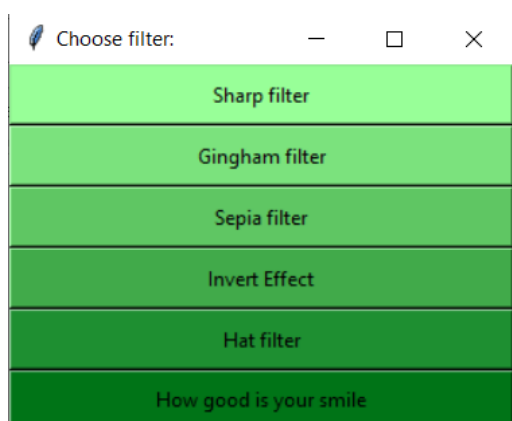 Choose filter:
Sharp filter
Gingham filter
Sepia filter
Invert Effect
Hat filter
How good is your smile